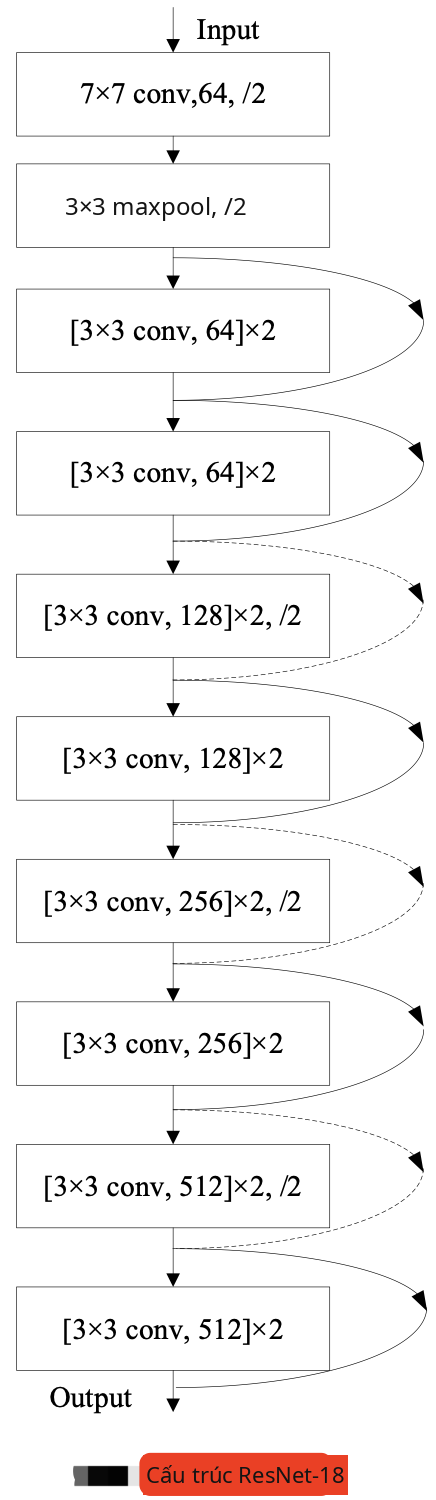 Input
7×7 conv,64, /2
3×3 maxpool, /2
[3×3 conv, 64]×2
[3×3 conv, 64]×2
[3×3 conv, 128]×2, /2
[3×3 conv, 128]×2
[3×3 conv, 256]×2, /2
[3×3 conv, 256]×2
[3×3 conv, 512]×2, /2
[3×3 conv, 512]×2
Output
Cấu trúc ResNet-18